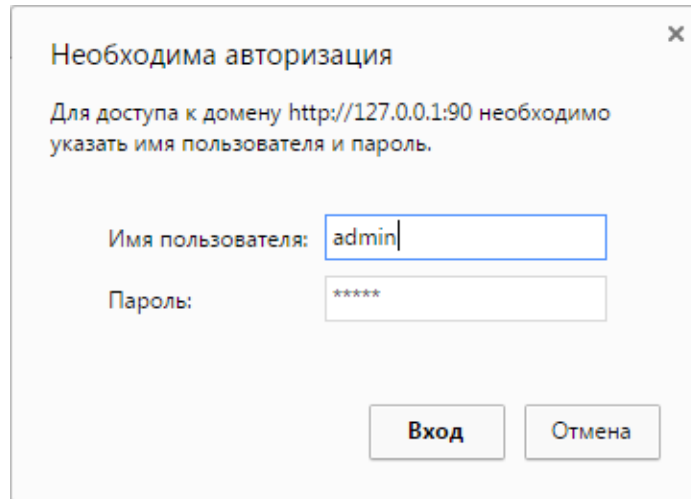 Необходима авторизация
Для доступа к домену http://127.0.0.1:90 необходимо
указать имя пользователя и пароль.
Имя пользователя: admin
Пароль: *****
Вход Отмена